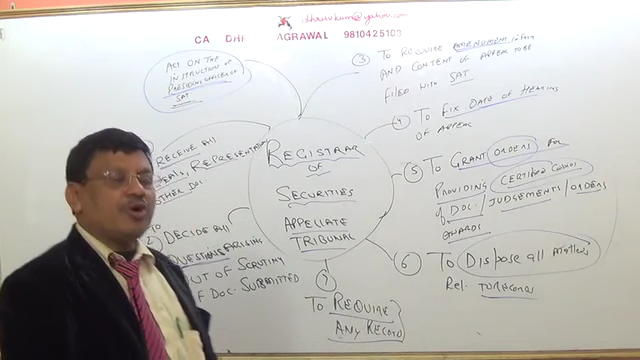 dhruvkum@yahoo.com
CA DH AGRAWAL 9810425103
ACT ON THE
INSTRUCTION OF
PRESIDING OFFICER OF
SAT
③ TO REQUIRE AMENDMENT in form
AND CONTENT OF APPEAL TO BE
FILED WITH SAT
④ TO FIX DATE OF HEARING
OF APPEAL
⑤ TO GRANT ORDERS FOR
PROVIDING CERTIFIED COPIES
of DOC./JUDGEMENTS/ORDERS
AWARDS
⑥ TO Dispose all matters
Rel. TO RECORDS
⑦
TO REQUIRE
ANY RECORD
REGISTRAR
OF
SECURITIES
APPELLATE
TRIBUNAL
RECEIVE All
REPRESENTATION
OTHER DOC
TO
② DECIDE All
QUESTIONS ARISING
OUT OF SCRUTINY
OF DOC. SUBMITTED